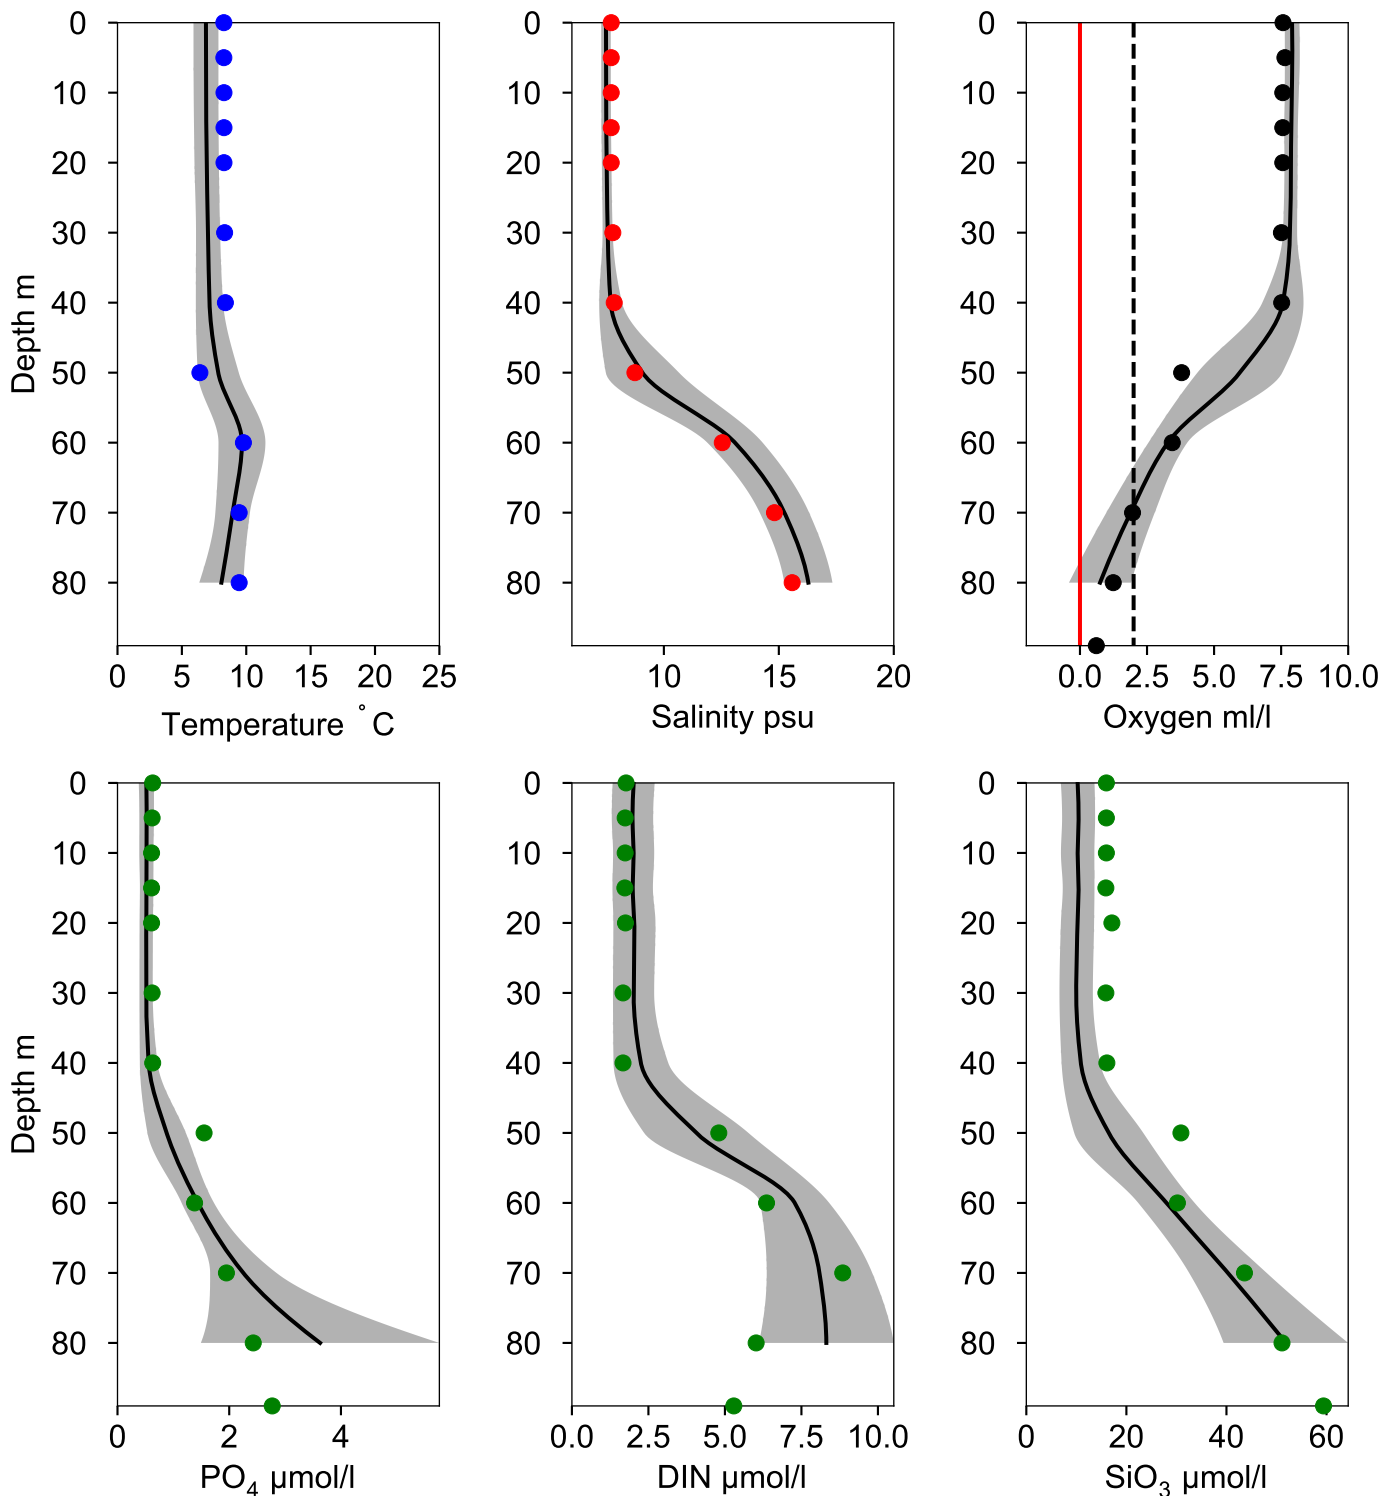 0 0 0
10 10 10
20 20 20
30 30 30
40 40 40
50 50 50
60 60 60
70 70 70
80 80 80
Depth m
0 5 10 15 20 25 10 15 20 0.0 2.5 5.0 7.5 10.0
Temperature °C Salinity psu Oxygen ml/l
0 0 0
10 10 10
20 20 20
30 30 30
40 40 40
50 50 50
60 60 60
70 70 70
80 80 80
Depth m
0 2 4 0.0 2.5 5.0 7.5 10.0 0 20 40 60
PO₄ µmol/l DIN µmol/l SiO₃ µmol/l